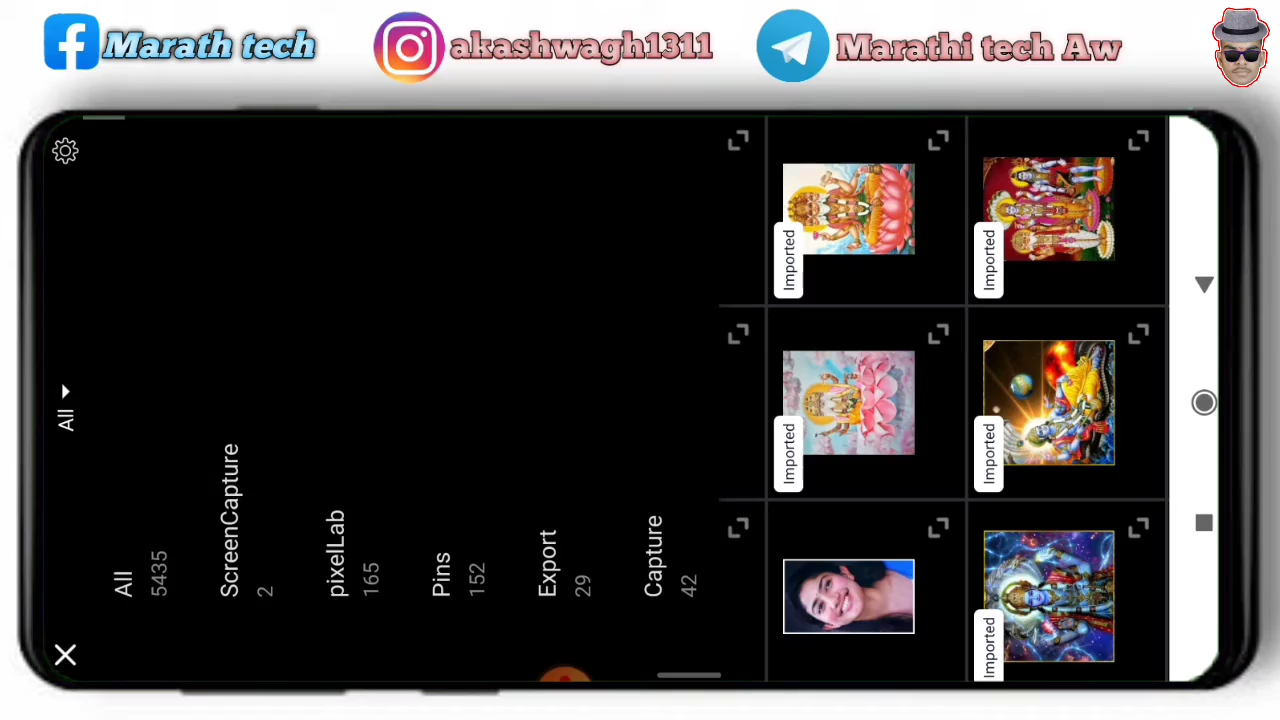 Marath tech
akashwagh1311
Marathi tech Aw
All
All
5435
ScreenCapture
2
pixelLab
165
Pins
152
Export
29
Capture
42
Imported
Imported
Imported
Imported
Imported